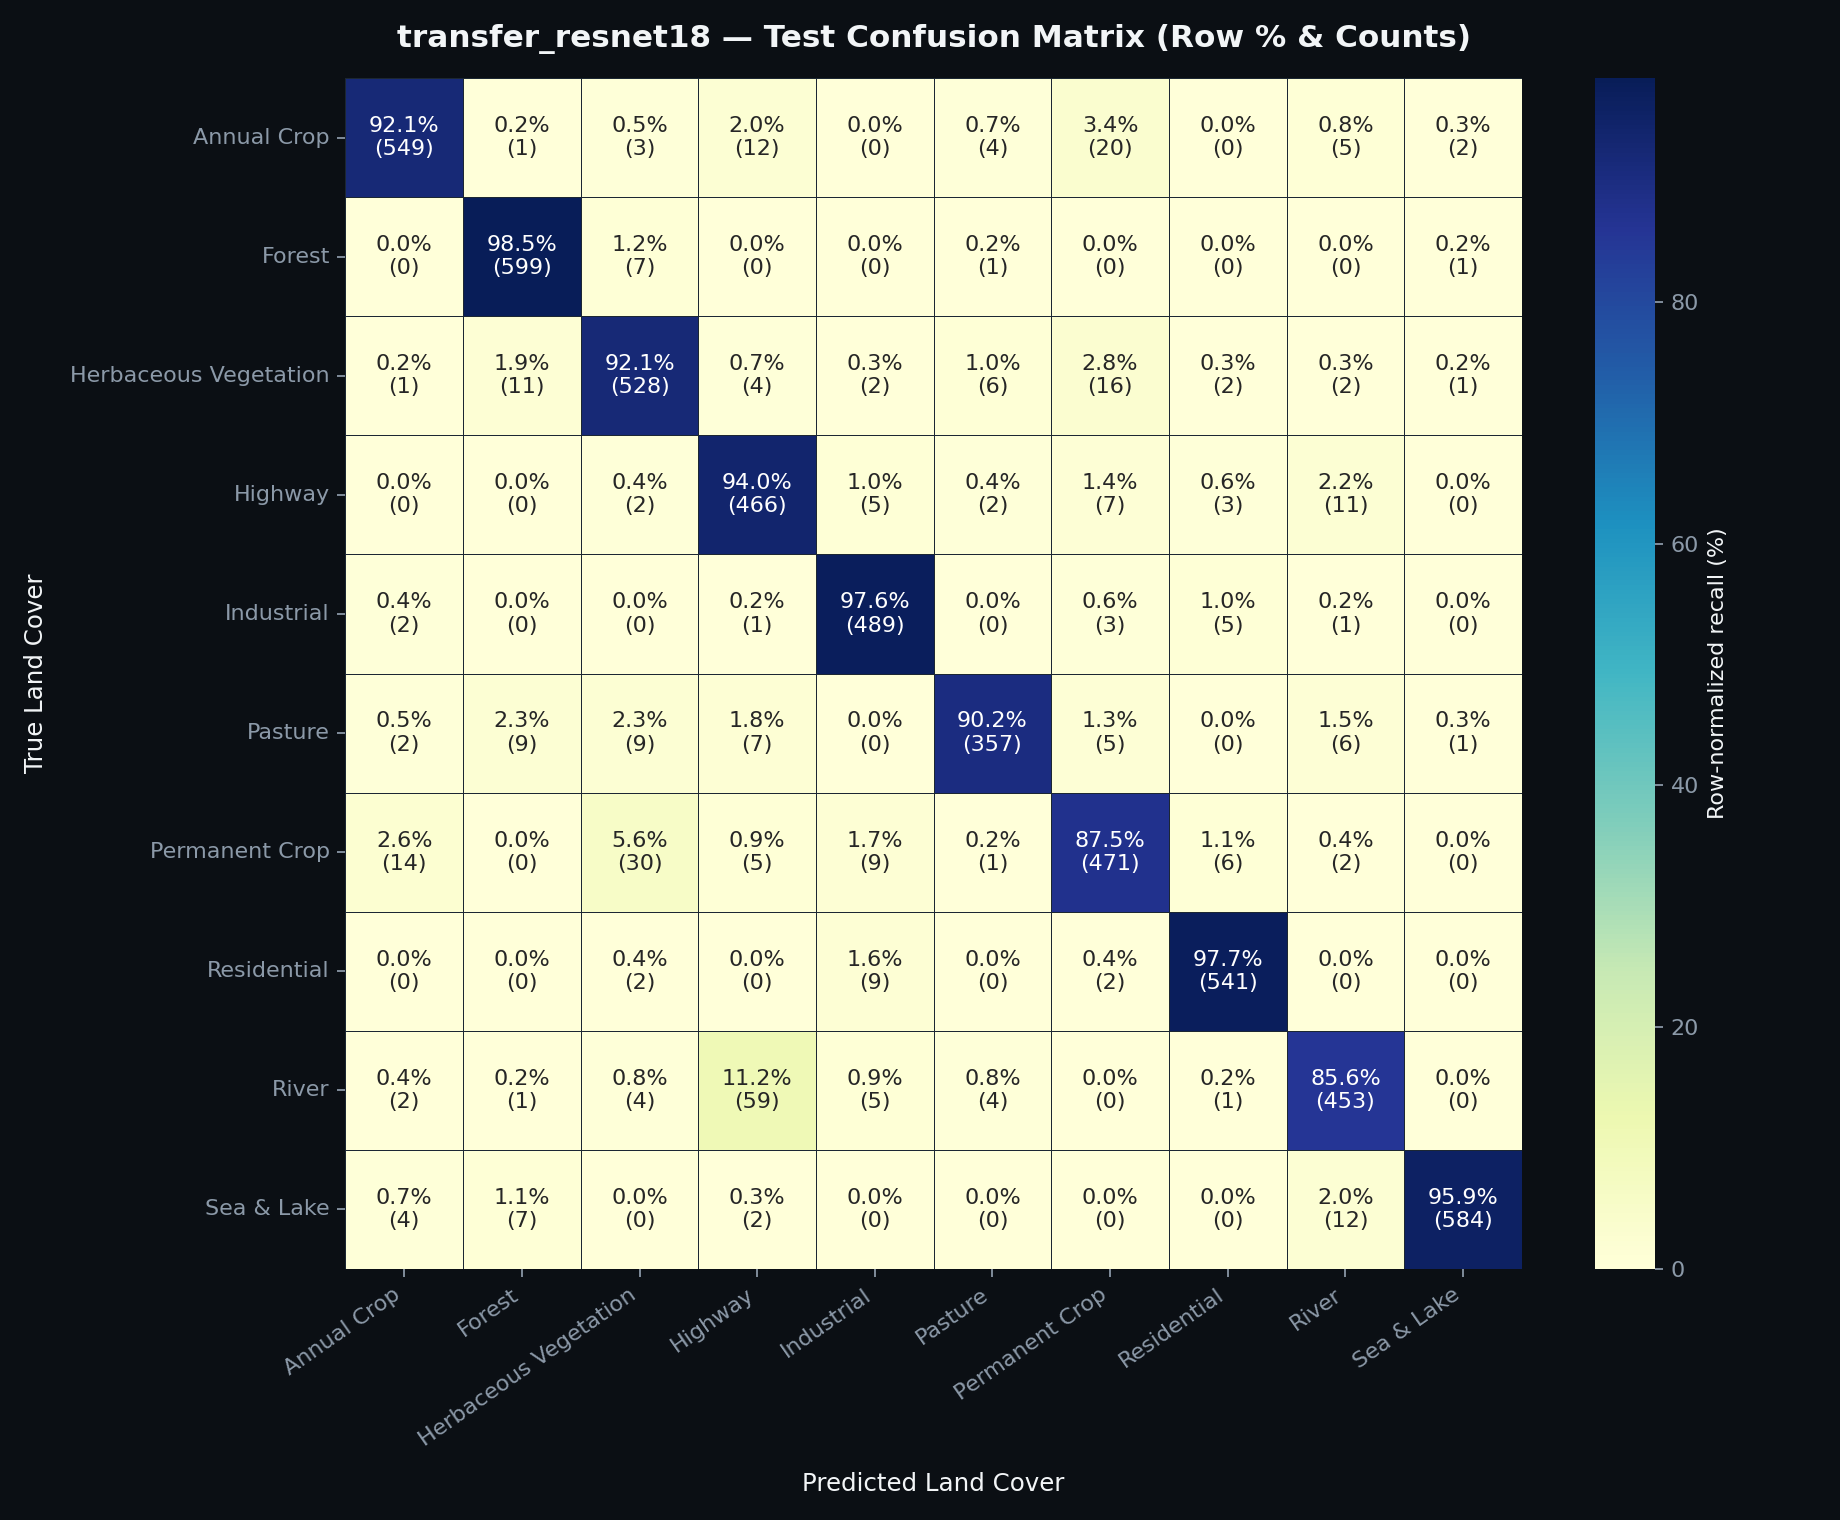 transfer_resnet18 — Test Confusion Matrix (Row % & Counts)
True Land Cover
Annual Crop
92.1% 0.2% 0.5% 2.0% 0.0% 0.7% 3.4% 0.0% 0.8% 0.3%
(549) (1) (3) (12) (0) (4) (20) (0) (5) (2)
Forest
0.0% 98.5% 1.2% 0.0% 0.0% 0.2% 0.0% 0.0% 0.0% 0.2%
(0) (599) (7) (0) (0) (1) (0) (0) (0) (1)
Herbaceous Vegetation
0.2% 1.9% 92.1% 0.7% 0.3% 1.0% 2.8% 0.3% 0.3% 0.2%
(1) (11) (528) (4) (2) (6) (16) (2) (2) (1)
Highway
0.0% 0.0% 0.4% 94.0% 1.0% 0.4% 1.4% 0.6% 2.2% 0.0%
(0) (0) (2) (466) (5) (2) (7) (3) (11) (0)
Industrial
0.4% 0.0% 0.0% 0.2% 97.6% 0.0% 0.6% 1.0% 0.2% 0.0%
(2) (0) (0) (1) (489) (0) (3) (5) (1) (0)
Pasture
0.5% 2.3% 2.3% 1.8% 0.0% 90.2% 1.3% 0.0% 1.5% 0.3%
(2) (9) (9) (7) (0) (357) (5) (0) (6) (1)
Permanent Crop
2.6% 0.0% 5.6% 0.9% 1.7% 0.2% 87.5% 1.1% 0.4% 0.0%
(14) (0) (30) (5) (9) (1) (471) (6) (2) (0)
Residential
0.0% 0.0% 0.4% 0.0% 1.6% 0.0% 0.4% 97.7% 0.0% 0.0%
(0) (0) (2) (0) (9) (0) (2) (541) (0) (0)
River
0.4% 0.2% 0.8% 11.2% 0.9% 0.8% 0.0% 0.2% 85.6% 0.0%
(2) (1) (4) (59) (5) (4) (0) (1) (453) (0)
Sea & Lake
0.7% 1.1% 0.0% 0.3% 0.0% 0.0% 0.0% 0.0% 2.0% 95.9%
(4) (7) (0) (2) (0) (0) (0) (0) (12) (584)
Annual Crop
Forest
Herbaceous Vegetation
Highway
Industrial
Pasture
Permanent Crop
Residential
River
Sea & Lake
Predicted Land Cover
80
60
40
20
0
Row-normalized recall (%)